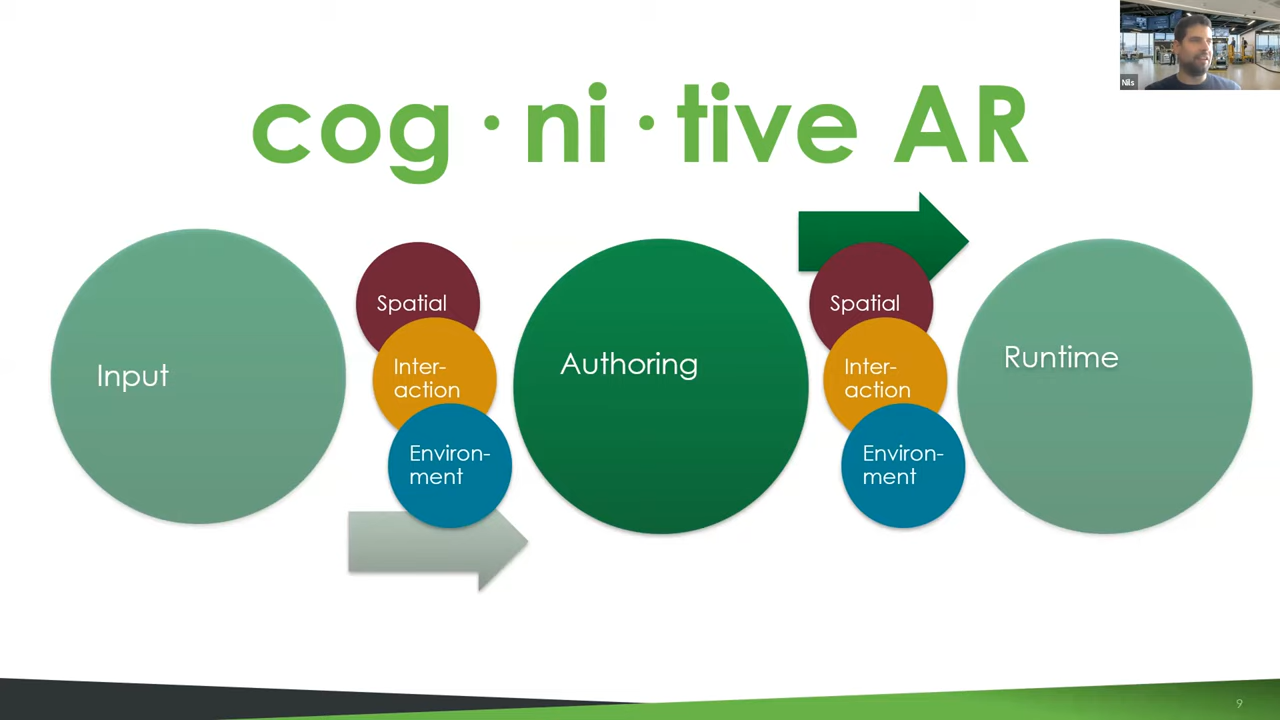 cog·ni·tive AR
Input
Spatial
Inter-
action
Environ-
ment
Authoring
Spatial
Inter-
action
Environ-
ment
Runtime
Nils
9